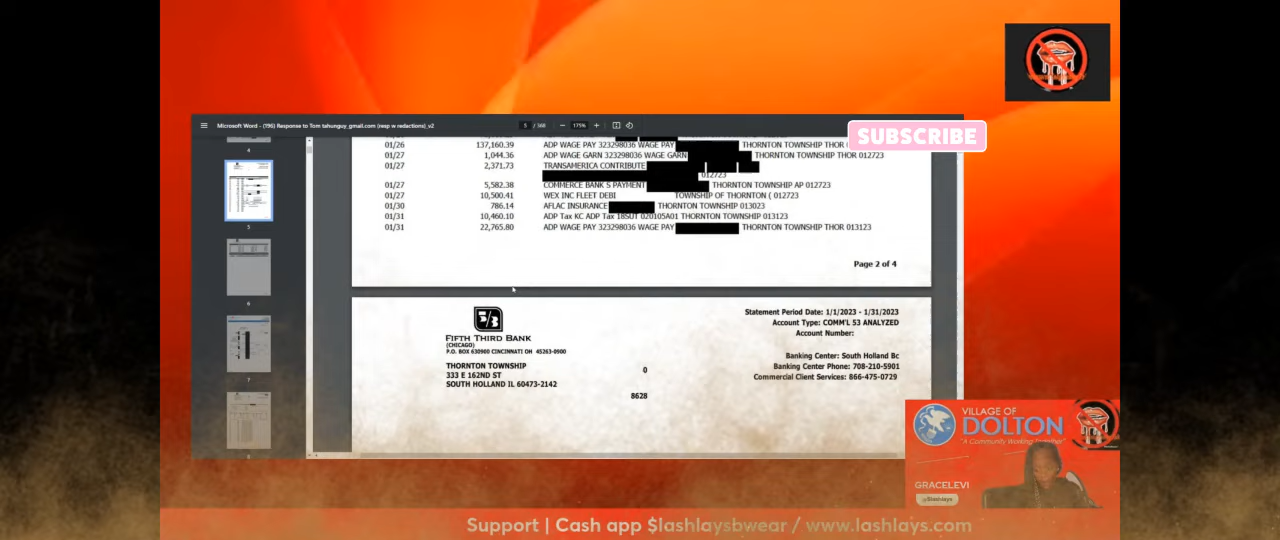 Microsoft Word - (196) Response to Tom tahunguy_gmail.com (resp w redactions)_v2
5 / 568
175%
SUBSCRIBE
01/26 137,160.39 ADP WAGE PAY 323298036 WAGE PAY THORNTON TOWNSHIP THOR
01/27 1,044.36 ADP WAGE GARN 323298036 WAGE GARN THORNTON TOWNSHIP THOR 012723
01/27 2,371.73 TRANSAMERICA CONTRIBUTE
012723
01/27 5,582.38 COMMERCE BANK S PAYMENT THORNTON TOWNSHIP AP 012723
01/27 10,500.41 WEX INC FLEET DEBI TOWNSHIP OF THORNTON ( 012723
01/30 786.14 AFLAC INSURANCE THORNTON TOWNSHIP 013023
01/31 10,460.10 ADP Tax KC ADP Tax 18SUT 020105A01 THORNTON TOWNSHIP 013123
01/31 22,765.80 ADP WAGE PAY 323298036 WAGE PAY THORNTON TOWNSHIP THOR 013123
Page 2 of 4
4
5
6
7
8
5/3
FIFTH THIRD BANK
(CHICAGO)
P.O. BOX 630900 CINCINNATI OH 45263-0900
THORNTON TOWNSHIP
333 E 162ND ST
SOUTH HOLLAND IL 60473-2142
0
8628
Statement Period Date: 1/1/2023 - 1/31/2023
Account Type: COMM'L 53 ANALYZED
Account Number:
Banking Center: South Holland Bc
Banking Center Phone: 708-210-5901
Commercial Client Services: 866-475-0729
VILLAGE OF
DOLTON
"A Community Working Together"
GRACELEVI
@lashlays
Support | Cash app $lashlaysbwear / www.lashlays.com